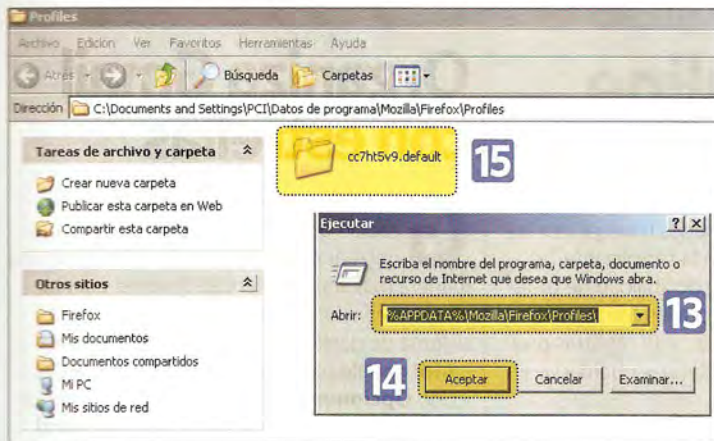 Profiles
Archivo Edición Ver Favoritos Herramientas Ayuda
Atrás Búsqueda Carpetas
Dirección C:\Documents and Settings\PCI\Datos de programa\Mozilla\Firefox\Profiles
Tareas de archivo y carpeta
Crear nueva carpeta
Publicar esta carpeta en Web
Compartir esta carpeta
cc7ht5v9.default
15
Otros sitios
Firefox
Mis documentos
Documentos compartidos
Mi PC
Mis sitios de red
Ejecutar
Escriba el nombre del programa, carpeta, documento o
recurso de Internet que desea que Windows abra.
Abrir: %APPDATA%\Mozilla\Firefox\Profiles\
13
14
Aceptar Cancelar Examinar...